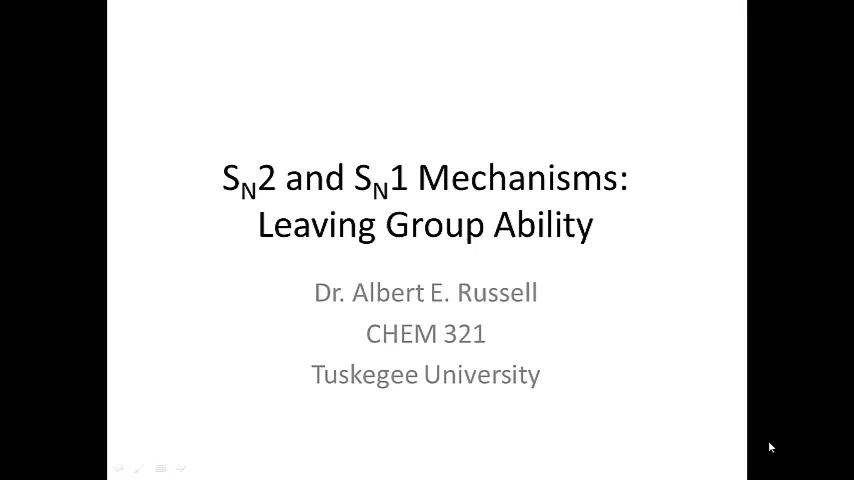 SN2 and SN1 Mechanisms:
Leaving Group Ability
Dr. Albert E. Russell
CHEM 321
Tuskegee University